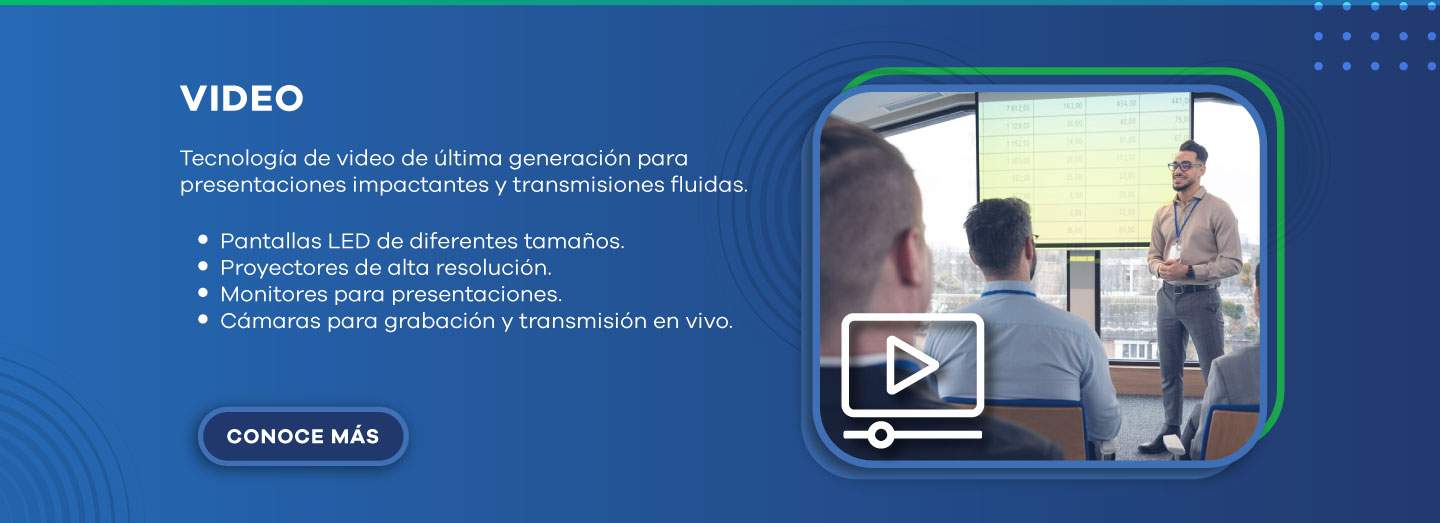 VIDEO
Tecnología de video de última generación para
presentaciones impactantes y transmisiones fluidas.
Pantallas LED de diferentes tamaños.
Proyectores de alta resolución.
Monitores para presentaciones.
Cámaras para grabación y transmisión en vivo.
CONOCE MÁS